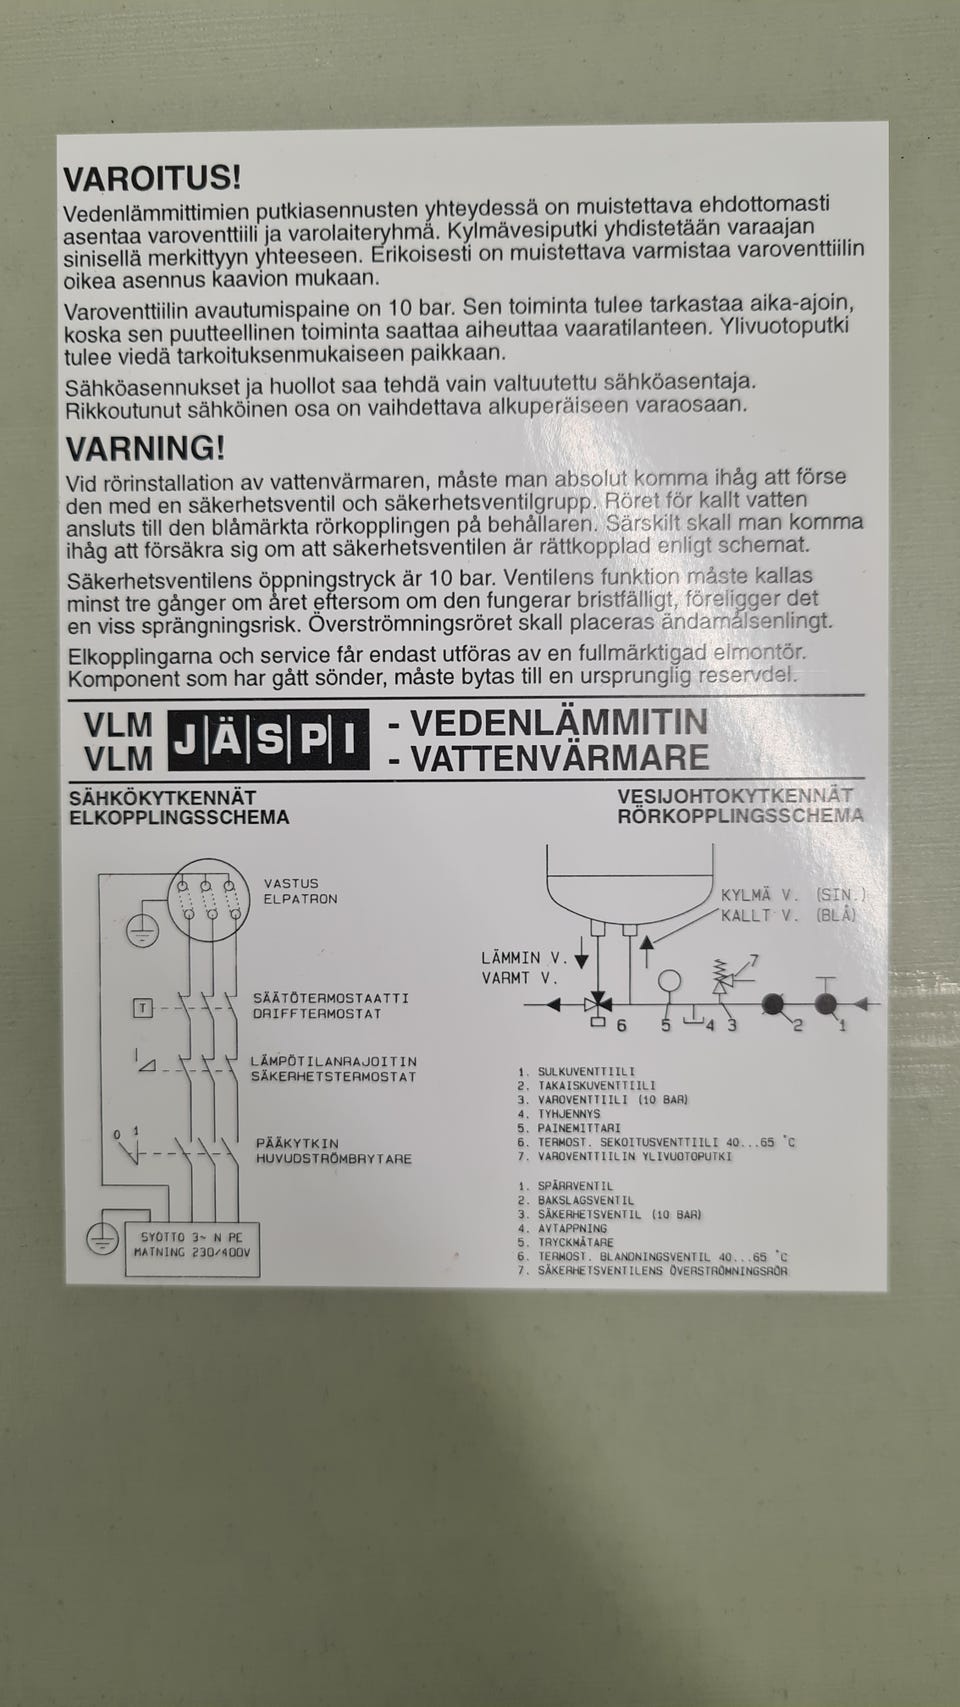 VAROITUS!
Vedenlämmittimien putkiasennusten yhteydessä on muistettava ehdottomasti
asentaa varoventtiili ja varolaiteryhmä. Kylmävesiputki yhdistetään varaajan
sinisellä merkittyyn yhteeseen. Erikoisesti on muistettava varmistaa varoventtiilin
oikea asennus kaavion mukaan.
Varoventtiilin avautumispaine on 10 bar. Sen toiminta tulee tarkastaa aika-ajoin,
koska sen puutteellinen toiminta saattaa aiheuttaa vaaratilanteen. Ylivuotoputki
tulee viedä tarkoituksenmukaiseen paikkaan.
Sähköasennukset ja huollot saa tehdä vain valtuutettu sähköasentaja.
Rikkoutunut sähköinen osa on vaihdettava alkuperäiseen varaosaan.
VARNING!
Vid rörinstallation av vattenvärmaren, måste man absolut komma ihåg att förse
den med en säkerhetsventil och säkerhetsventilgrupp. Röret för kallt vatten
ansluts till den blåmärkta rörkopplingen på behållaren. Särskilt skall man komma
ihåg att försäkra sig om att säkerhetsventilen är rättkopplad enligt schemat.
Säkerhetsventilens öppningstryck är 10 bar. Ventilens funktion måste kallas
minst tre gånger om året eftersom om den fungerar bristfälligt, föreligger det
en viss sprängningsrisk. Överströmningsröret skall placeras ändamålsenlingt.
Elkopplingarna och service får endast utföras av en fullmärktigad elmontör.
Komponent som har gått sönder, måste bytas till en ursprunglig reservdel.
VLM JÄSPI - VEDENLÄMMITIN
VLM - VATTENVÄRMARE
SÄHKÖKYTKENNÄT
ELKOPPLINGSSCHEMA
VASTUS
ELPATRON
T
SÄÄTÖTERMOSTAATTI
DRIFFTERMOSTAT
LÄMPÖTILANRAJOITIN
SÄKERHETSTERMOSTAT
0 1
PÄÄKYTKIN
HUVUDSTRÖMBRYTARE
SYÖTTÖ 3~ N PE
MATNING 230/400V
VESIJOHTOKYTKENNÄT
RÖRKOPPLINGSSCHEMA
KYLMÄ V. (SIN.)
KALLT V. (BLÅ)
LÄMMIN V.
VARMT V.
7
6 5 4 3 2 1
1. SULKUVENTTIILI
2. TAKAISKUVENTTIILI
3. VAROVENTTIILI (10 BAR)
4. TYHJENNYS
5. PAINEMITTARI
6. TERMOST. SEKOITUSVENTTIILI 40...65 °C
7. VAROVENTTIILIN YLIVUOTOPUTKI
1. SPÄRRVENTIL
2. BAKSLAGSVENTIL
3. SÄKERHETSVENTIL (10 BAR)
4. AVTAPPNING
5. TRYCKMÄTARE
6. TERMOST. BLANDNINGSVENTIL 40...65 °C
7. SÄKERHETSVENTILENS ÖVERSTRÖMNINGSRÖR